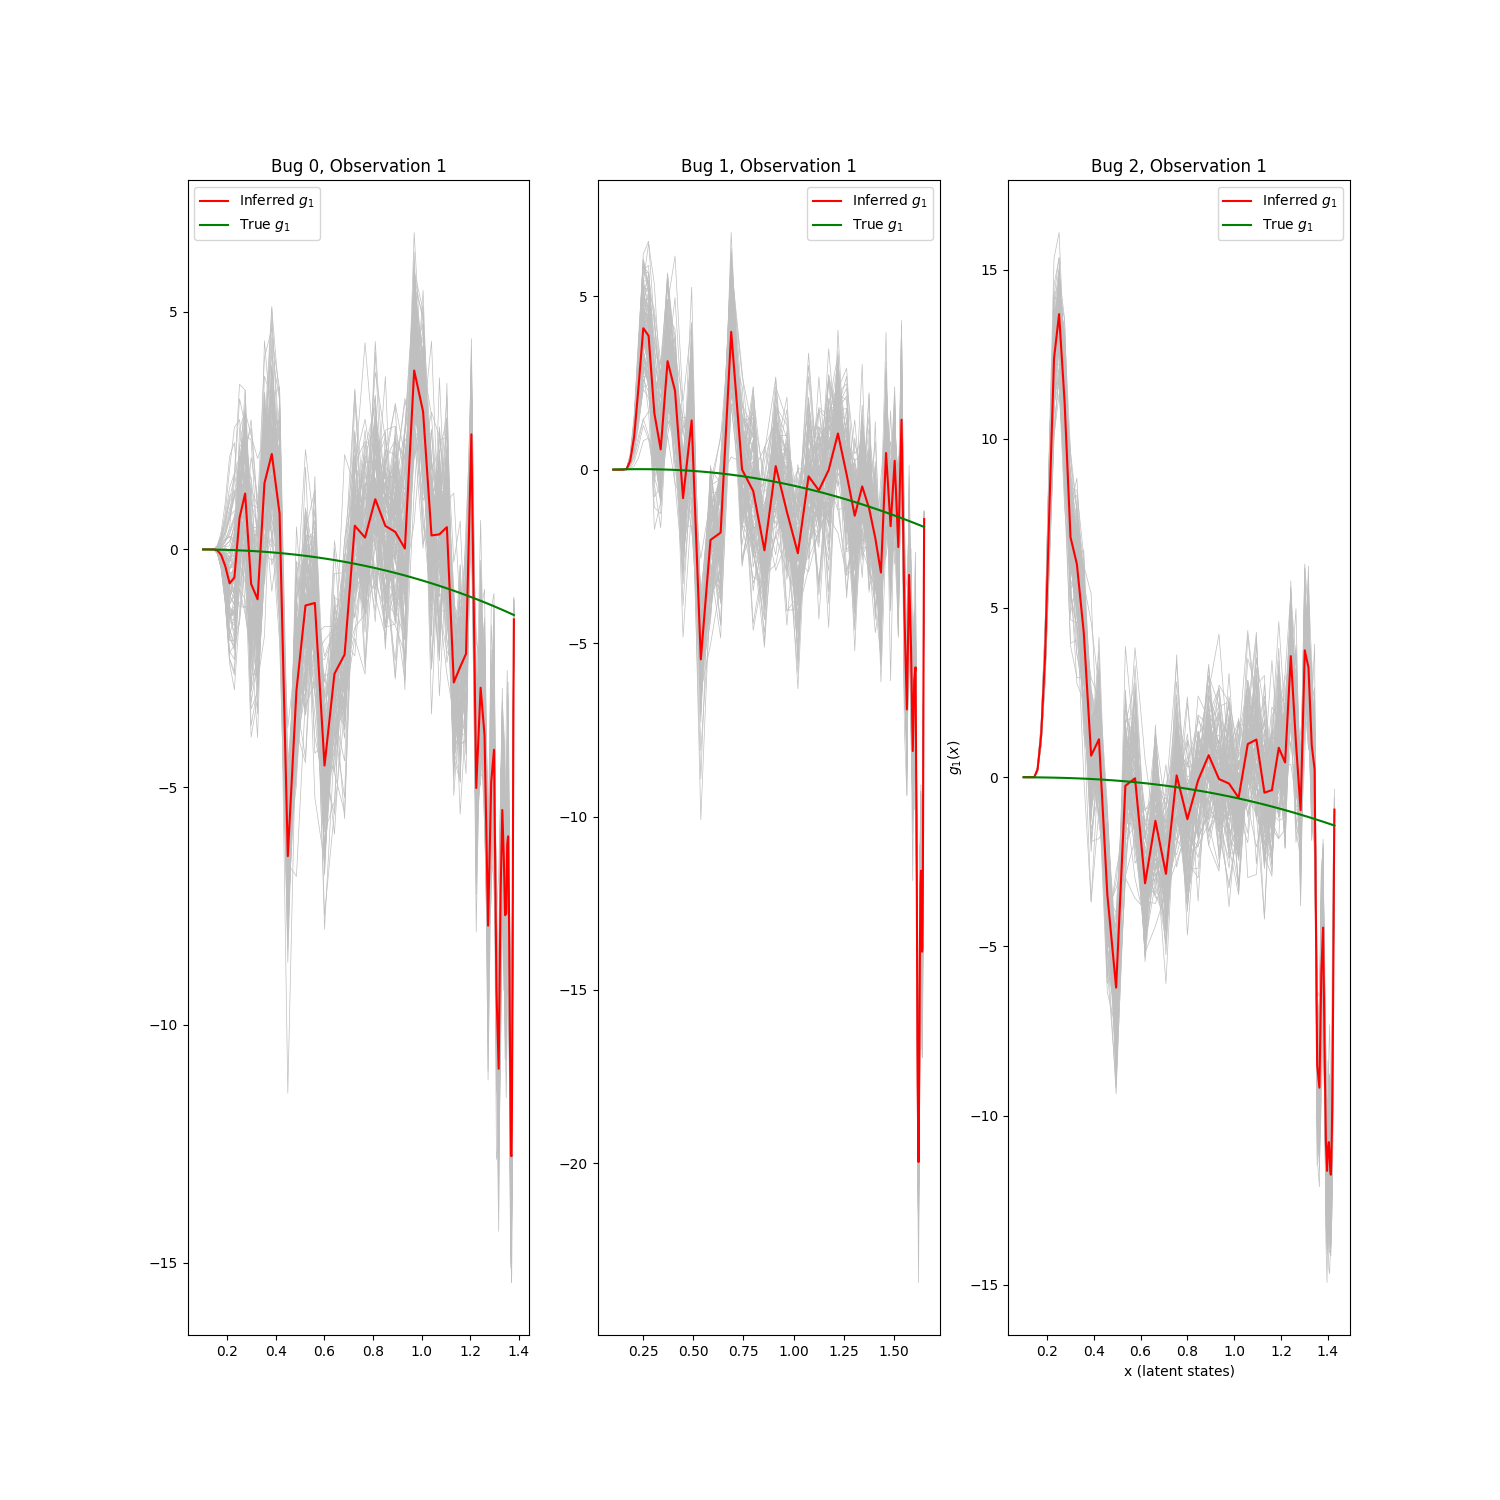 Bug 0, Observation 1
Inferred g₁
True g₁
5
0
−5
−10
−15
0.2 0.4 0.6 0.8 1.0 1.2 1.4
Bug 1, Observation 1
Inferred g₁
True g₁
5
0
−5
−10
−15
−20
0.25 0.50 0.75 1.00 1.25 1.50
Bug 2, Observation 1
Inferred g₁
True g₁
g₁(x)
15
10
5
0
−5
−10
−15
0.2 0.4 0.6 0.8 1.0 1.2 1.4
x (latent states)